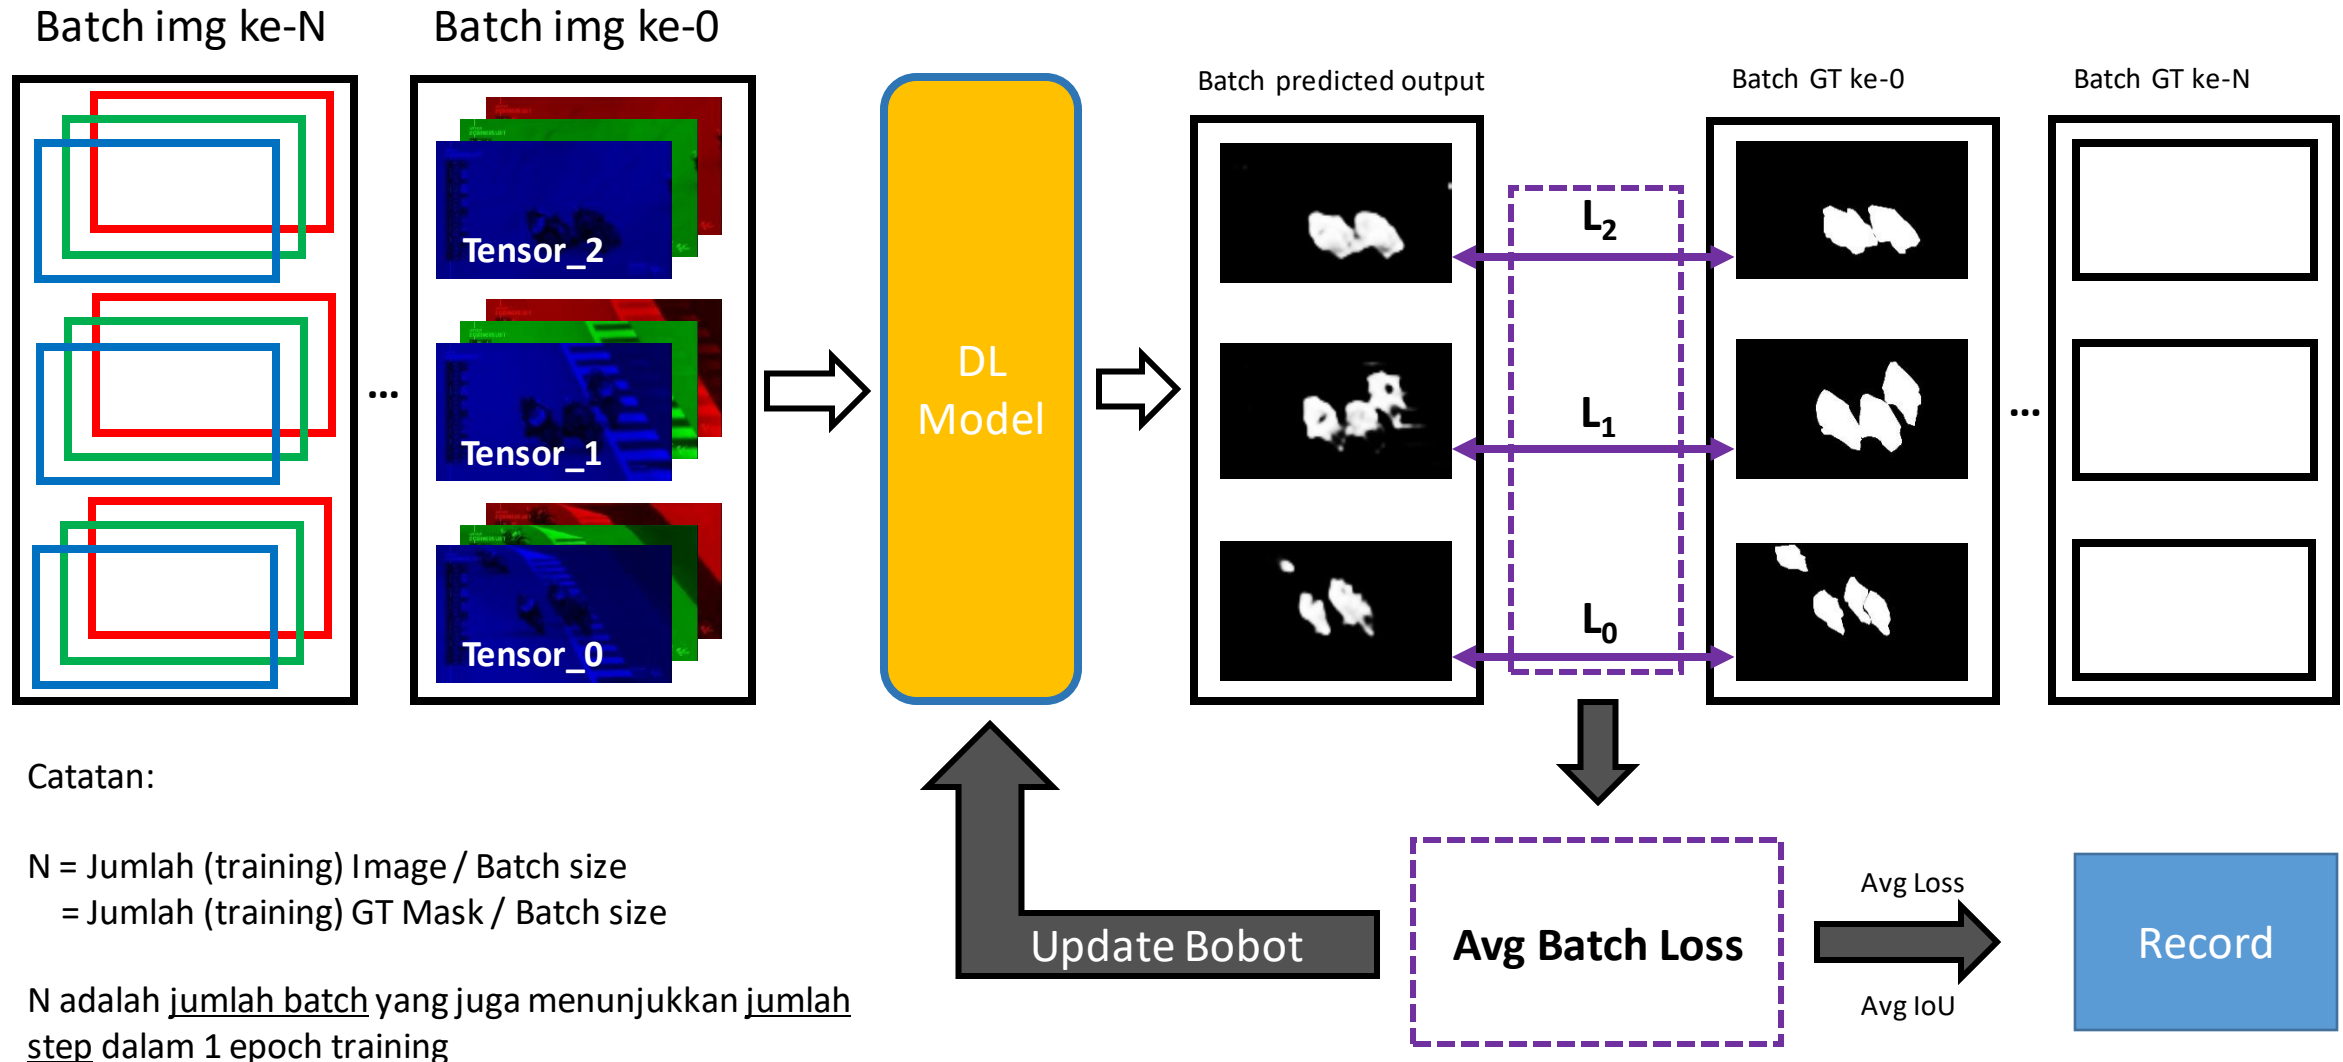 Batch img ke-N
Batch img ke-0
Batch predicted output
Batch GT ke-0
Batch GT ke-N
Tensor_2
Tensor_1
Tensor_0
...
DL
Model
L2
L1
L0
...
Catatan:
N = Jumlah (training) Image / Batch size
= Jumlah (training) GT Mask / Batch size
N adalah jumlah batch yang juga menunjukkan jumlah
step dalam 1 epoch training
Update Bobot
Avg Batch Loss
Avg Loss
Avg IoU
Record